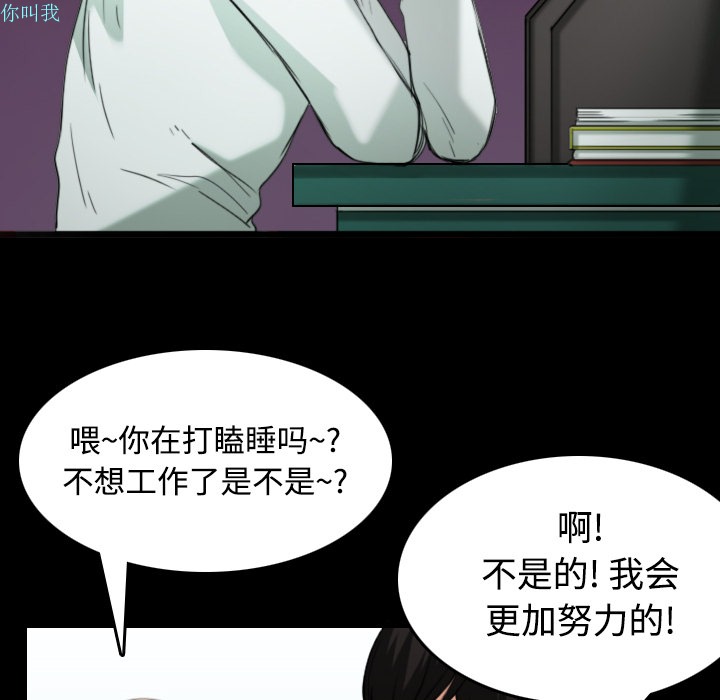 你叫我
喂~你在打瞌睡吗~?
不想工作了是不是~?
啊!
不是的! 我会
更加努力的!